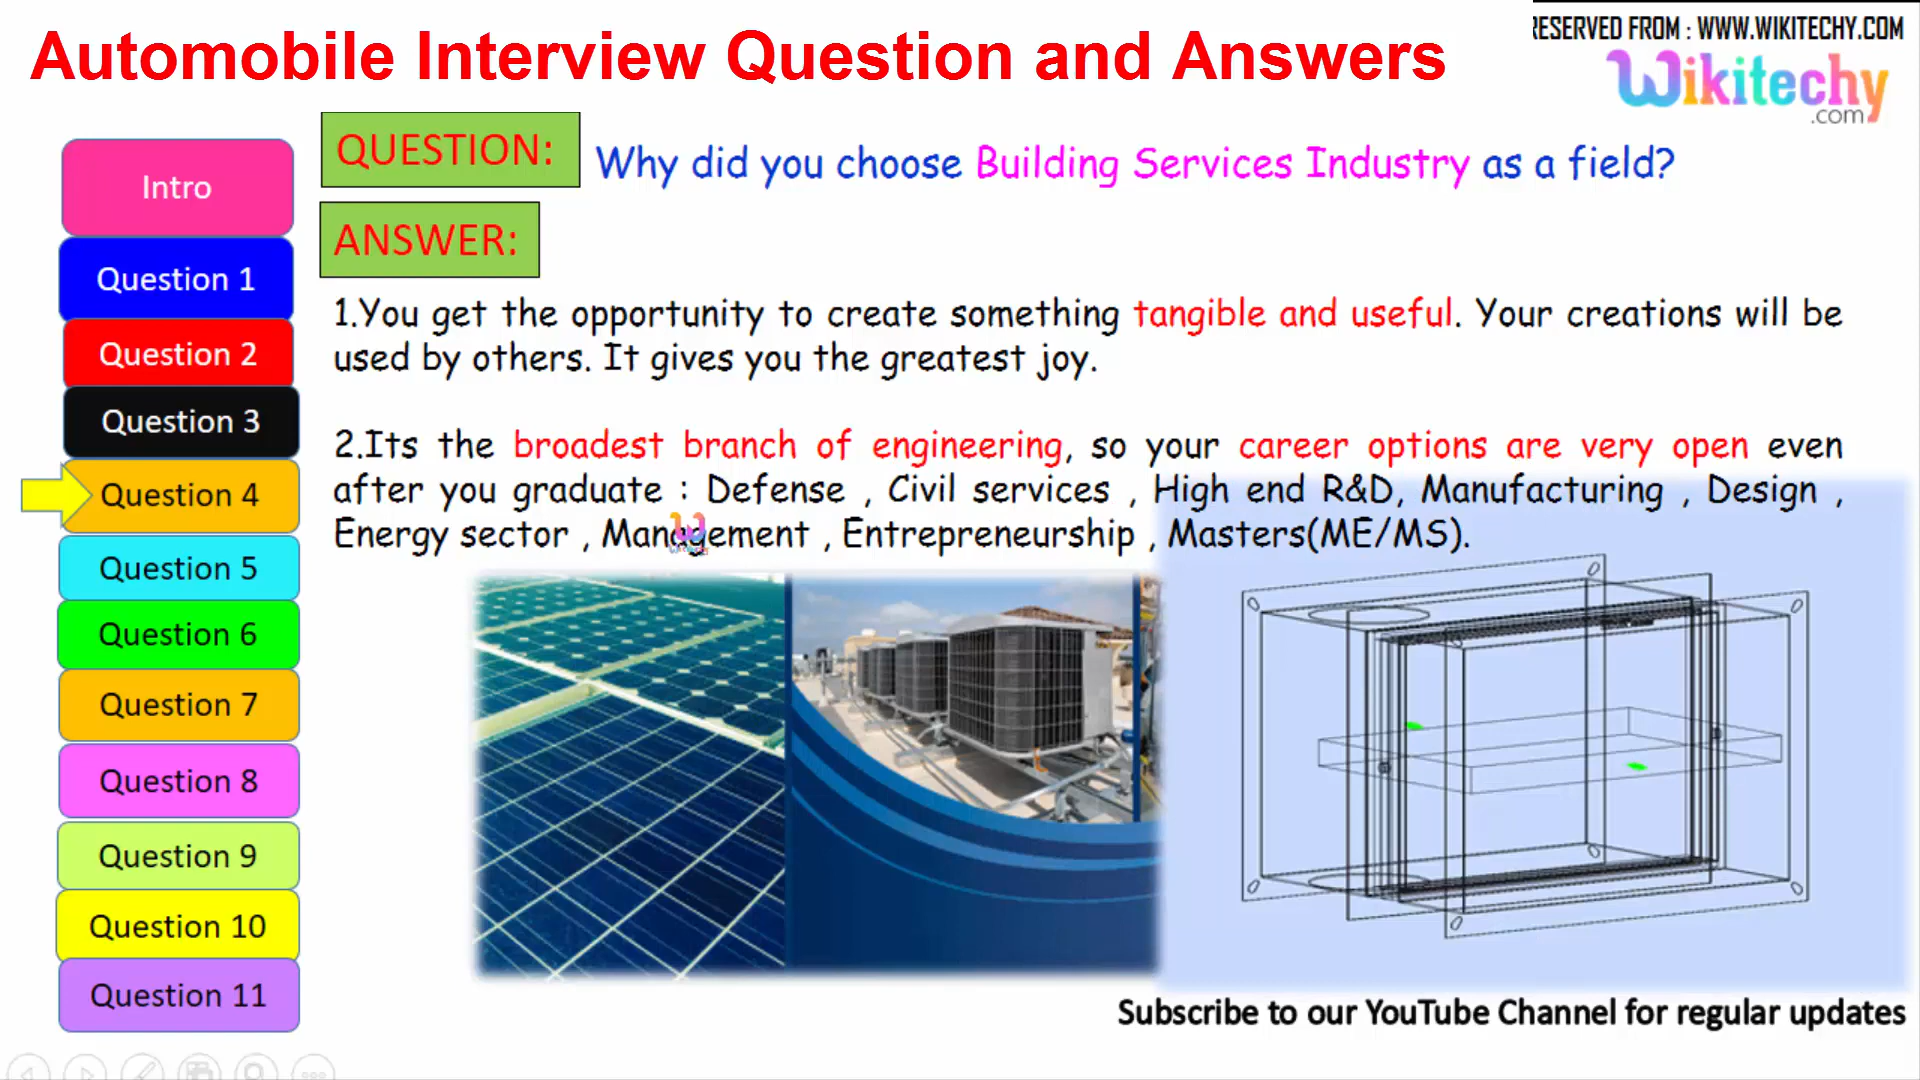 RESERVED FROM : WWW.WIKITECHY.COM
Automobile Interview Question and Answers
Wikitechy
.com
QUESTION:
Why did you choose Building Services Industry as a field?
ANSWER:
1.You get the opportunity to create something tangible and useful. Your creations will be
used by others. It gives you the greatest joy.
2.Its the broadest branch of engineering, so your career options are very open even
after you graduate : Defense , Civil services , High end R&D, Manufacturing , Design ,
Energy sector , Management , Entrepreneurship , Masters(ME/MS).
Intro
Question 1
Question 2
Question 3
Question 4
Question 5
Question 6
Question 7
Question 8
Question 9
Question 10
Question 11
Subscribe to our YouTube Channel for regular updates